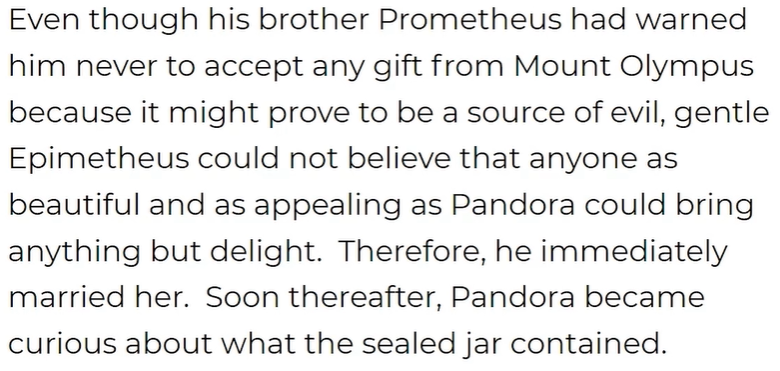 Even though his brother Prometheus had warned
him never to accept any gift from Mount Olympus
because it might prove to be a source of evil, gentle
Epimetheus could not believe that anyone as
beautiful and as appealing as Pandora could bring
anything but delight.  Therefore, he immediately
married her.  Soon thereafter, Pandora became
curious about what the sealed jar contained.